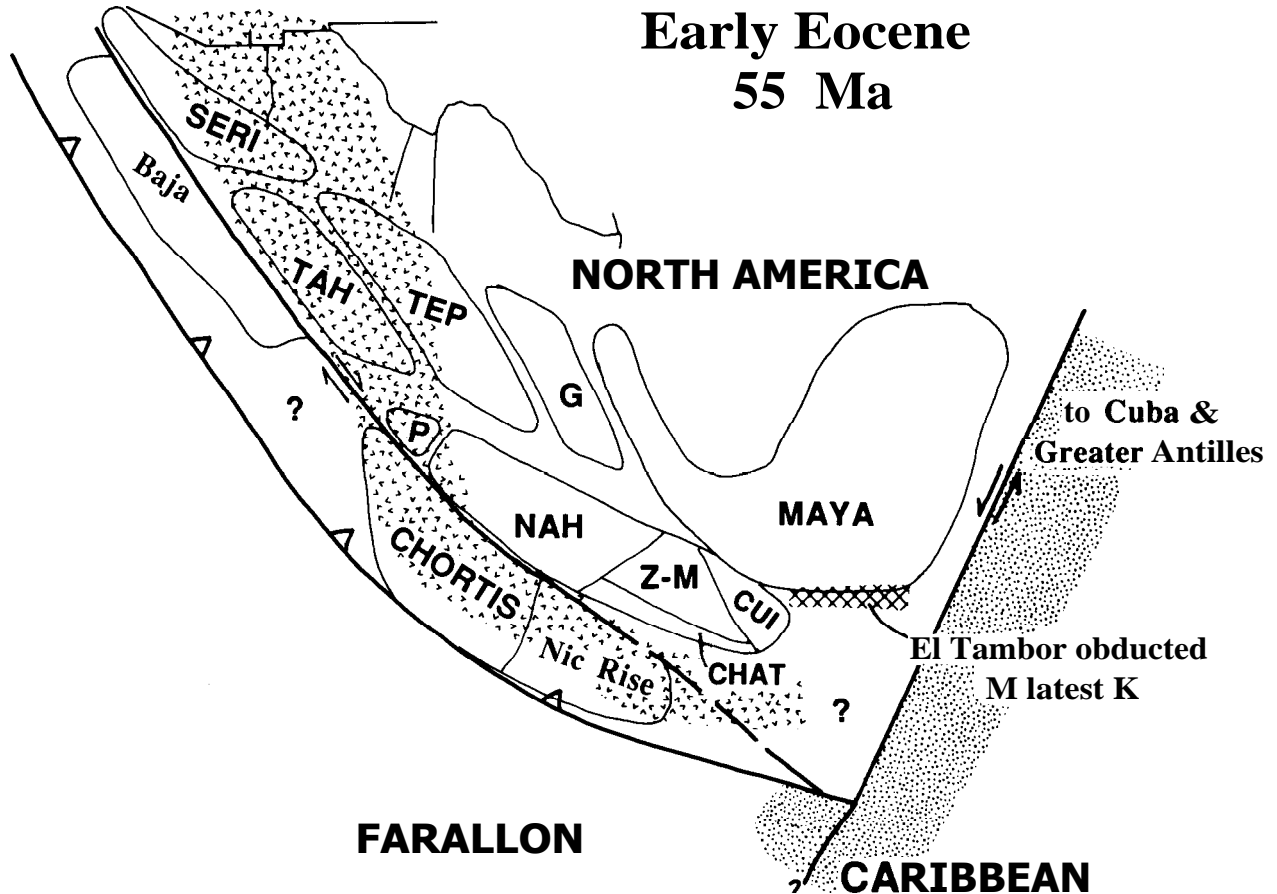 Early Eocene
55 Ma
SERI
Baja
NORTH AMERICA
TAH
TEP
G
?
P
to Cuba &
Greater Antilles
NAH
MAYA
CHORTIS
Z-M
CUI
Nic Rise
El Tambor obducted
M latest K
CHAT
?
FARALLON
CARIBBEAN
?